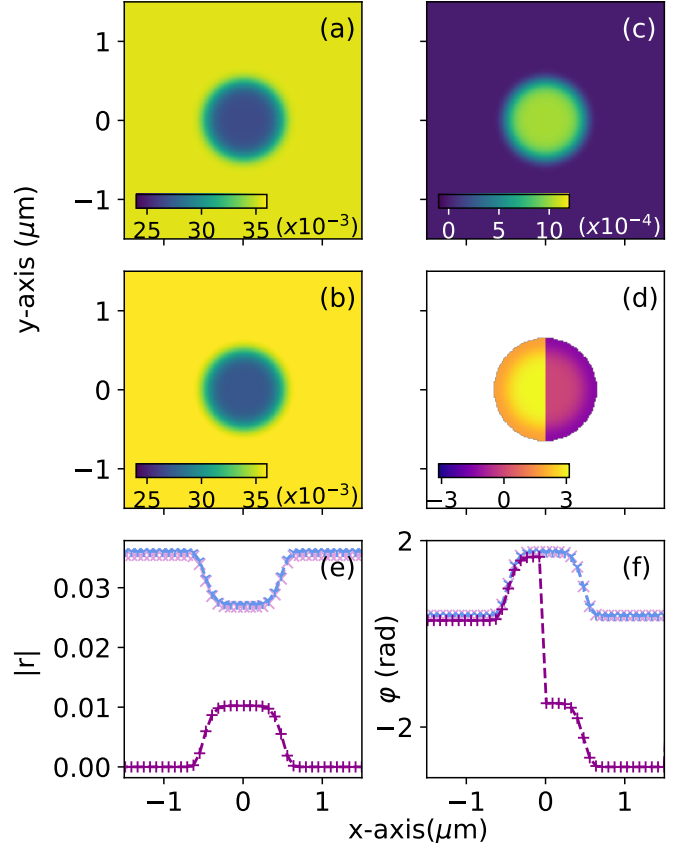 (a)
(c)
1
0
−1
25 30 35 (x10⁻³)
0 5 10 (x10⁻⁴)
y-axis (μm)
(b)
(d)
1
0
−1
25 30 35 (x10⁻³)
−3 0 3
(e)
(f)
0.03
0.02
0.01
0.00
|r|
2
−2
φ (rad)
−1 0 1
−1 0 1
x-axis(μm)